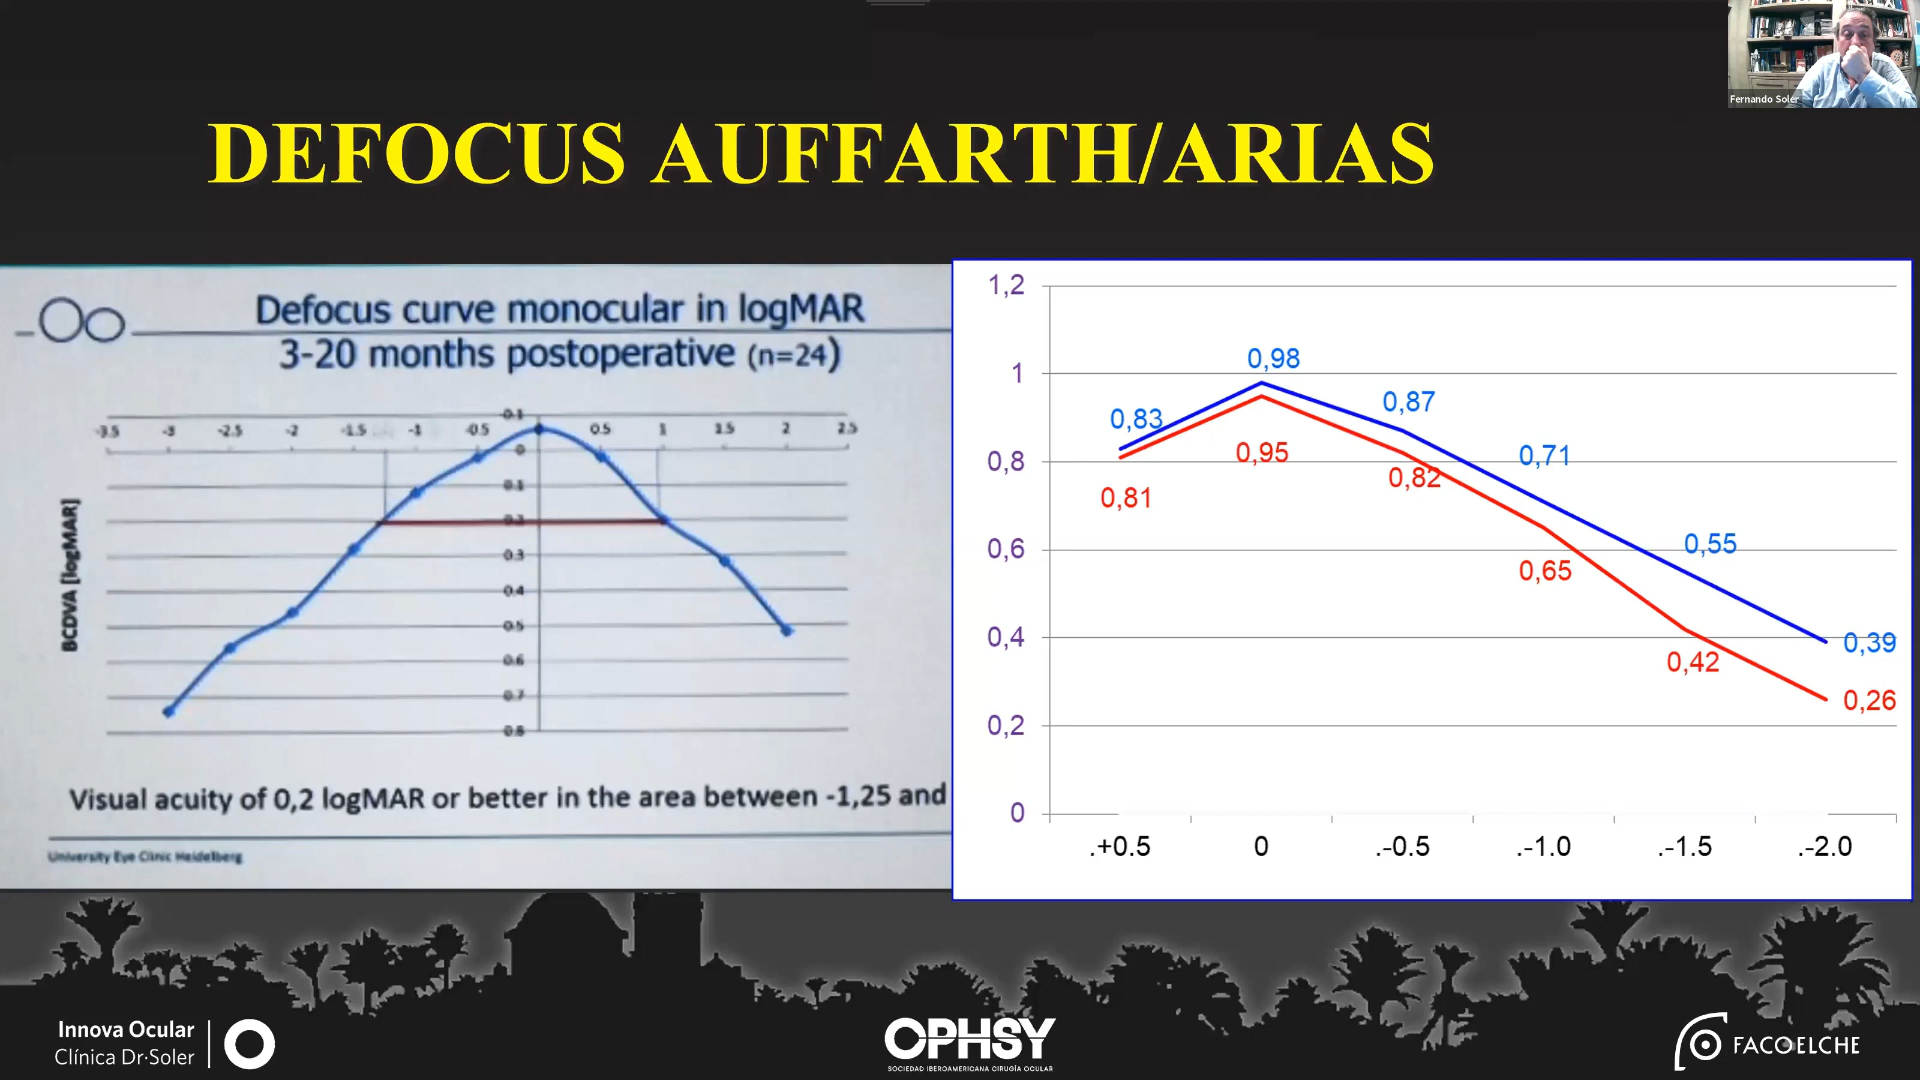 Fernando Soler
DEFOCUS AUFFARTH/ARIAS
Defocus curve monocular in logMAR
3-20 months postoperative (n=24)
-0.1
-3.5 -3 -2.5 -2 -1.5 -1 -0.5 0.5 1 1.5 2 2.5
0
0.1
0.2
0.3
0.4
0.5
0.6
0.7
0.8
BCDVA [logMAR]
Visual acuity of 0,2 logMAR or better in the area between -1,25 and
University Eye Clinic Heidelberg
1,2
1
0,8
0,6
0,4
0,2
0
0,83
0,98
0,87
0,71
0,55
0,39
0,81
0,95
0,82
0,65
0,42
0,26
.+0.5 0 .-0.5 .-1.0 .-1.5 .-2.0
Innova Ocular
Clínica Dr·Soler
OPHSY
SOCIEDAD IBEROAMERICANA CIRUGÍA OCULAR
FACOELCHE